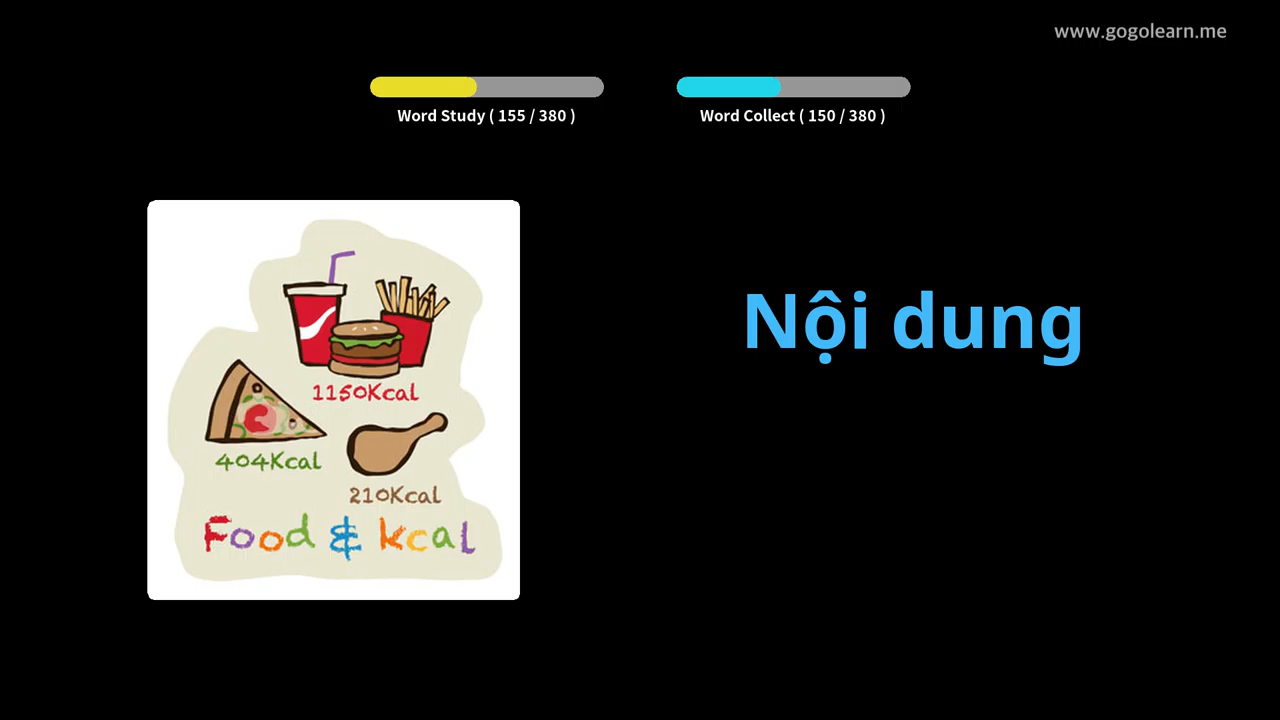 www.gogolearn.me
Word Study ( 155 / 380 )
Word Collect ( 150 / 380 )
Nội dung
1150Kcal
404Kcal
210Kcal
Food & kcal